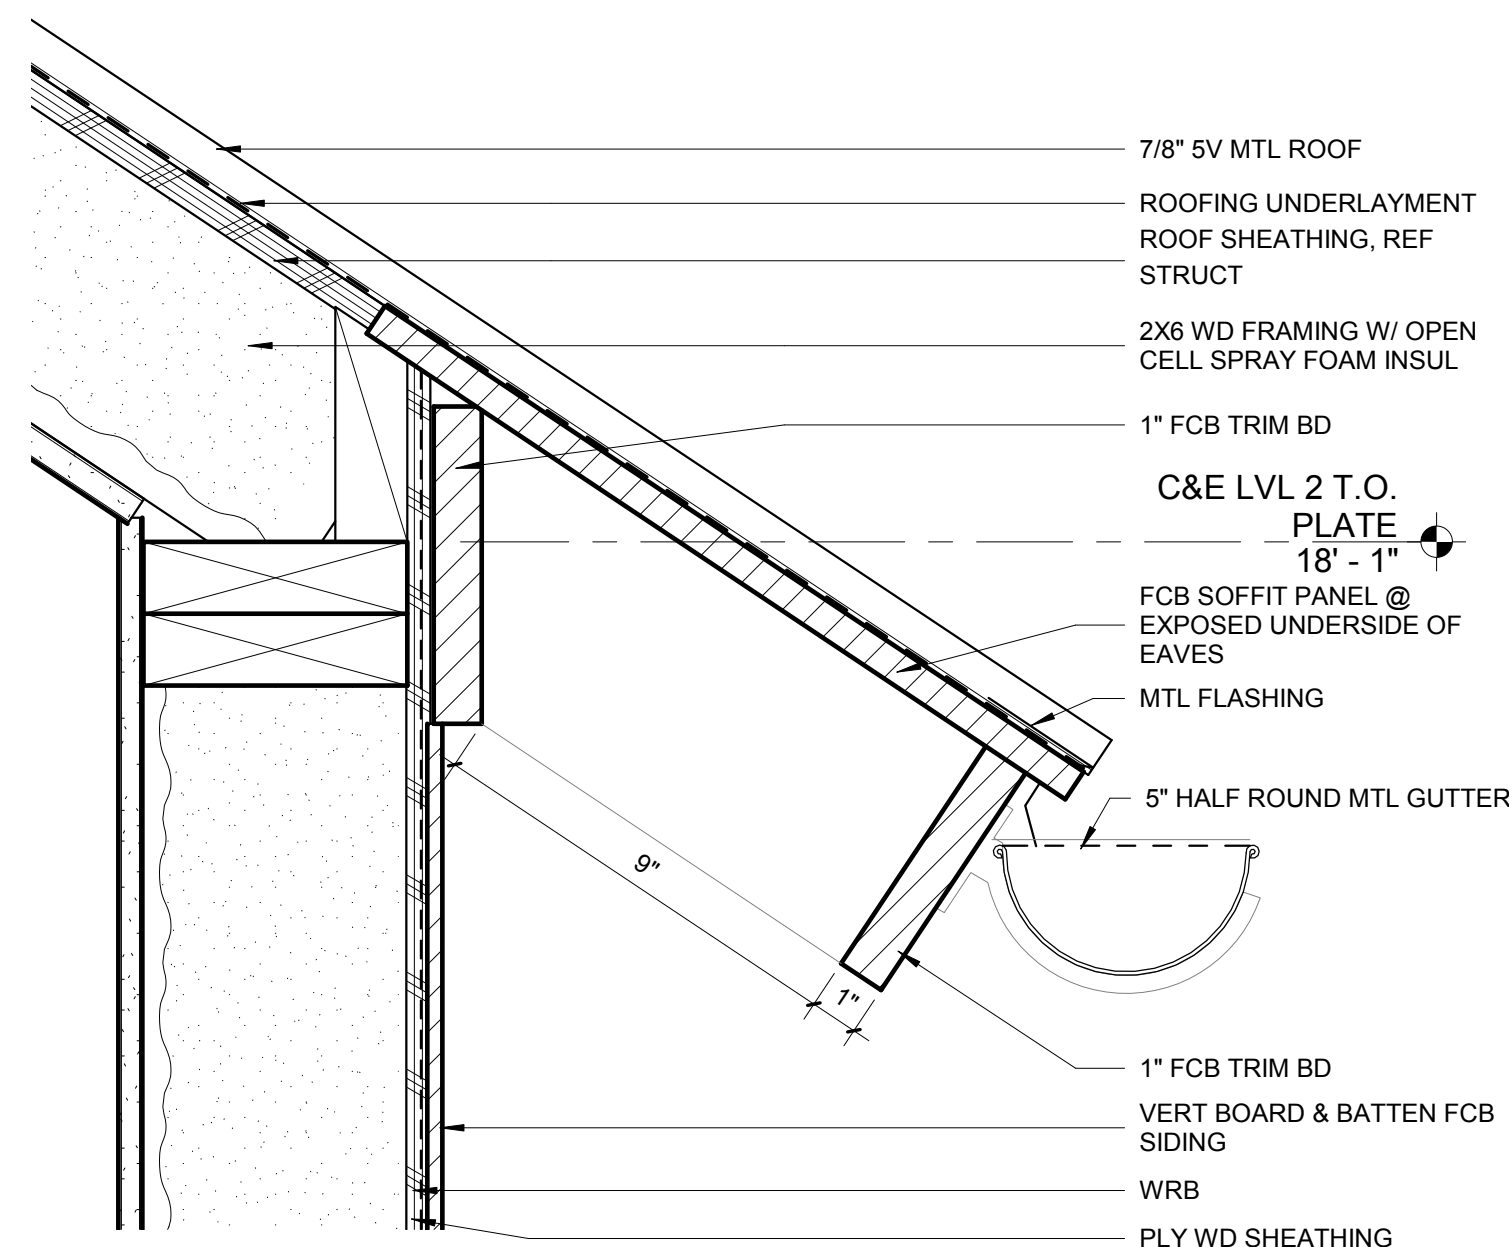 7/8" 5V MTL ROOF
ROOFING UNDERLAYMENT
ROOF SHEATHING, REF
STRUCT
2X6 WD FRAMING W/ OPEN
CELL SPRAY FOAM INSUL
1" FCB TRIM BD
C&E LVL 2 T.O.
PLATE
18' - 1"
FCB SOFFIT PANEL @
EXPOSED UNDERSIDE OF
EAVES
MTL FLASHING
5" HALF ROUND MTL GUTTER
9"
1"
1" FCB TRIM BD
VERT BOARD & BATTEN FCB
SIDING
WRB
PLY WD SHEATHING